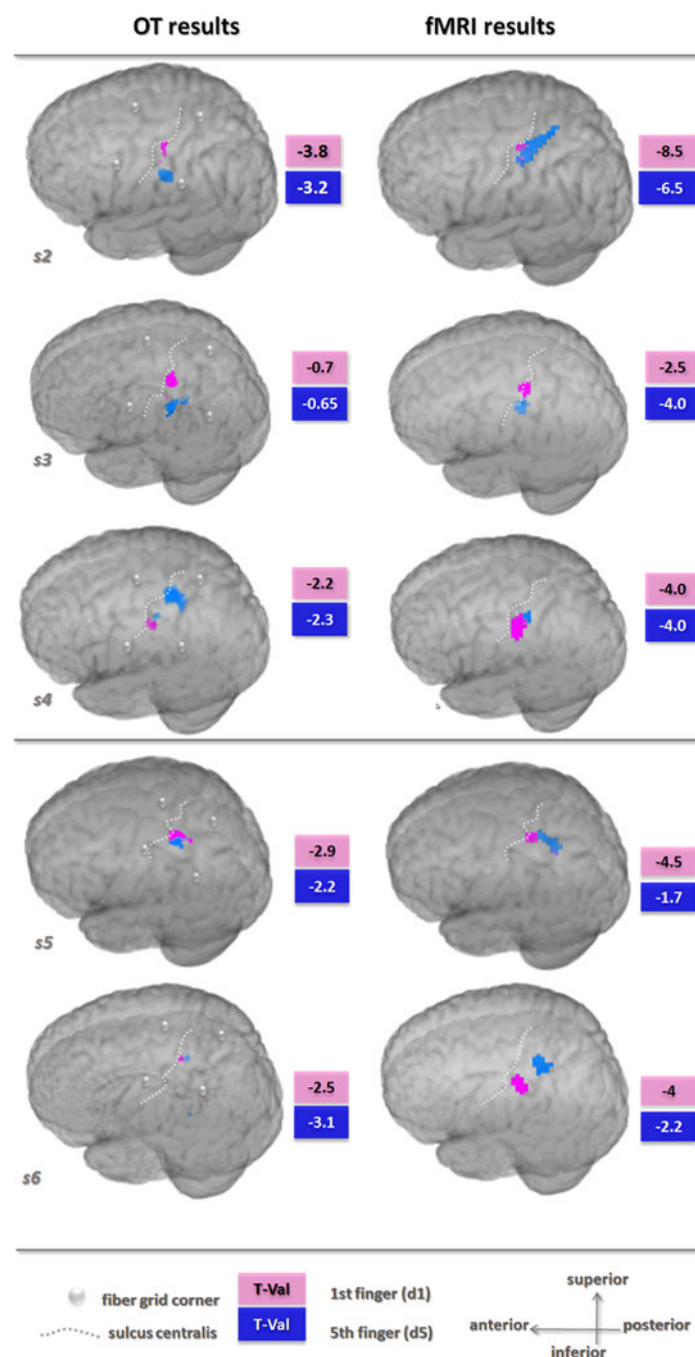 OT results fMRI results
-3.8 -8.5
-3.2 -6.5
s2
-0.7 -2.5
-0.65 -4.0
s3
-2.2 -4.0
-2.3 -4.0
s4
-2.9 -4.5
-2.2 -1.7
s5
-2.5 -4
-3.1 -2.2
s6
superior
fiber grid corner T-Val 1st finger (d1)
anterior posterior
sulcus centralis T-Val 5th finger (d5)
inferior